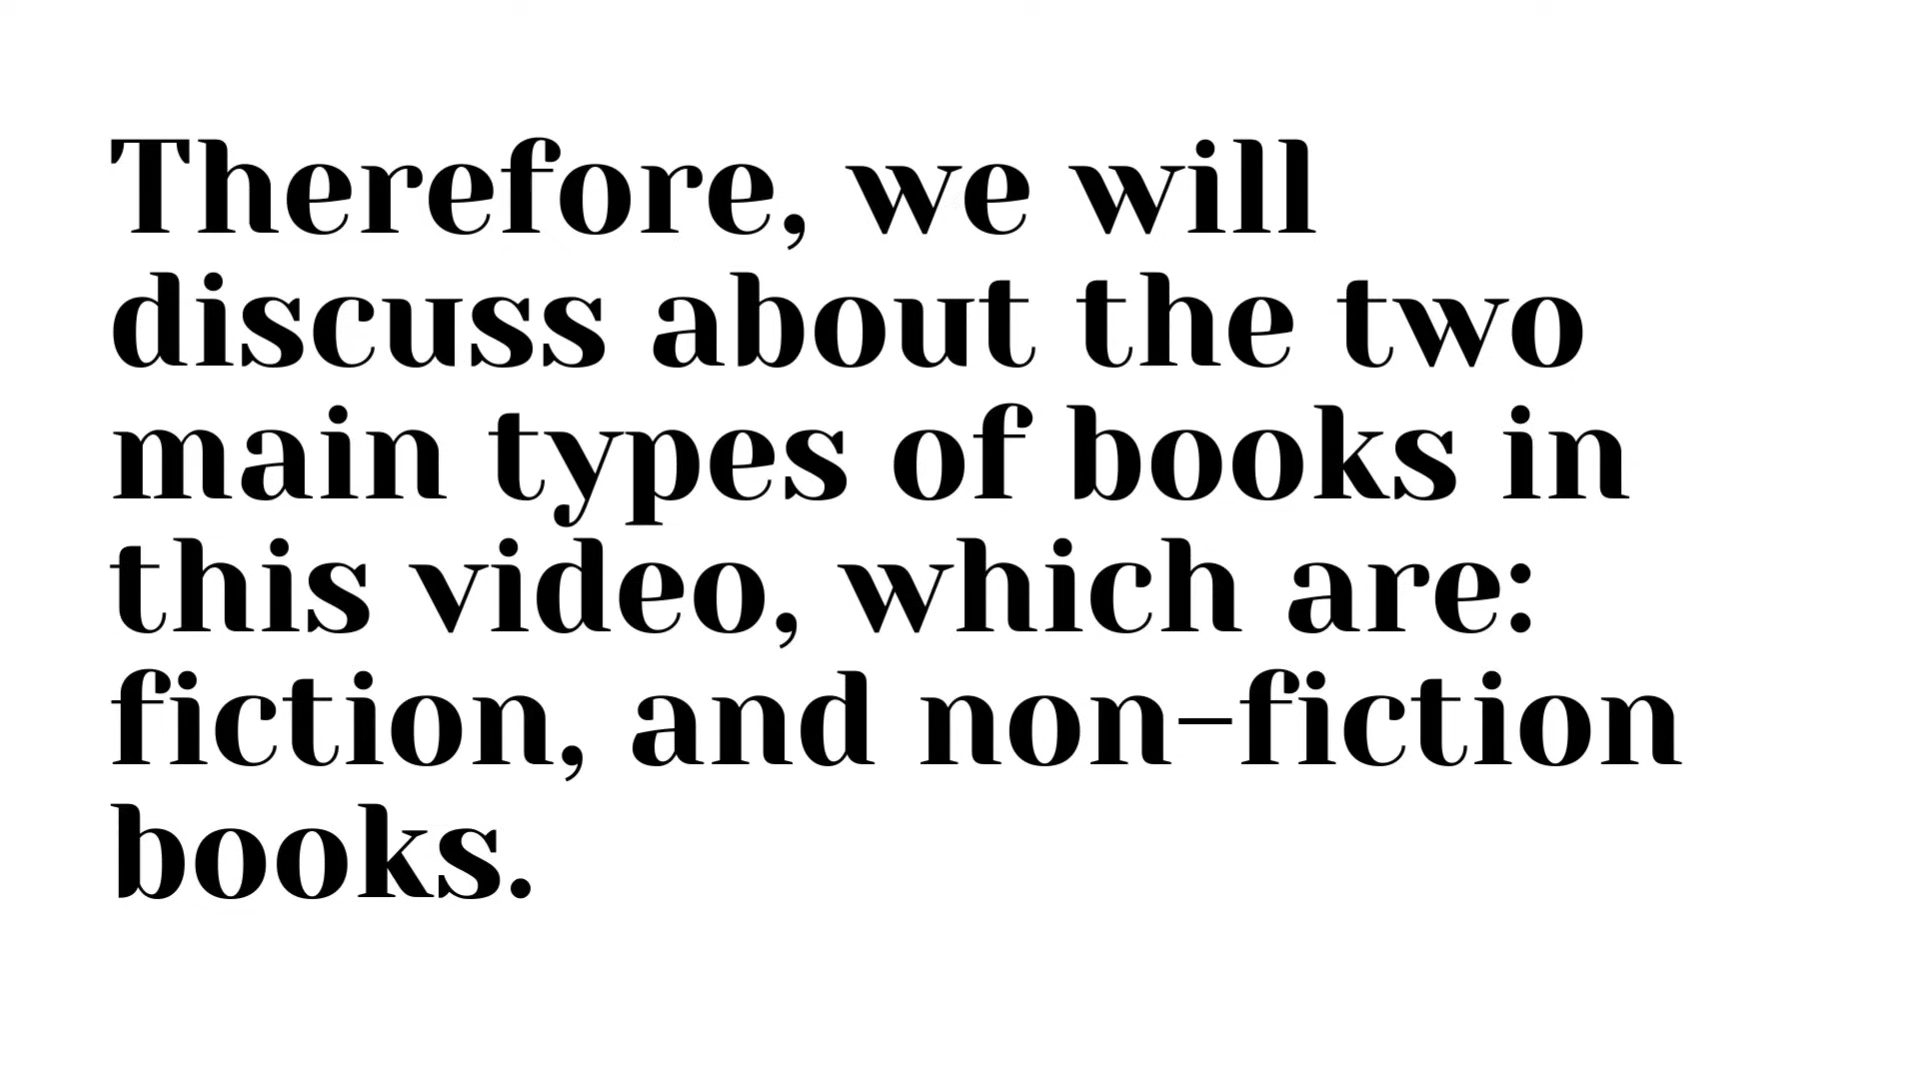 Therefore, we will
discuss about the two
main types of books in
this video, which are:
fiction, and non-fiction
books.